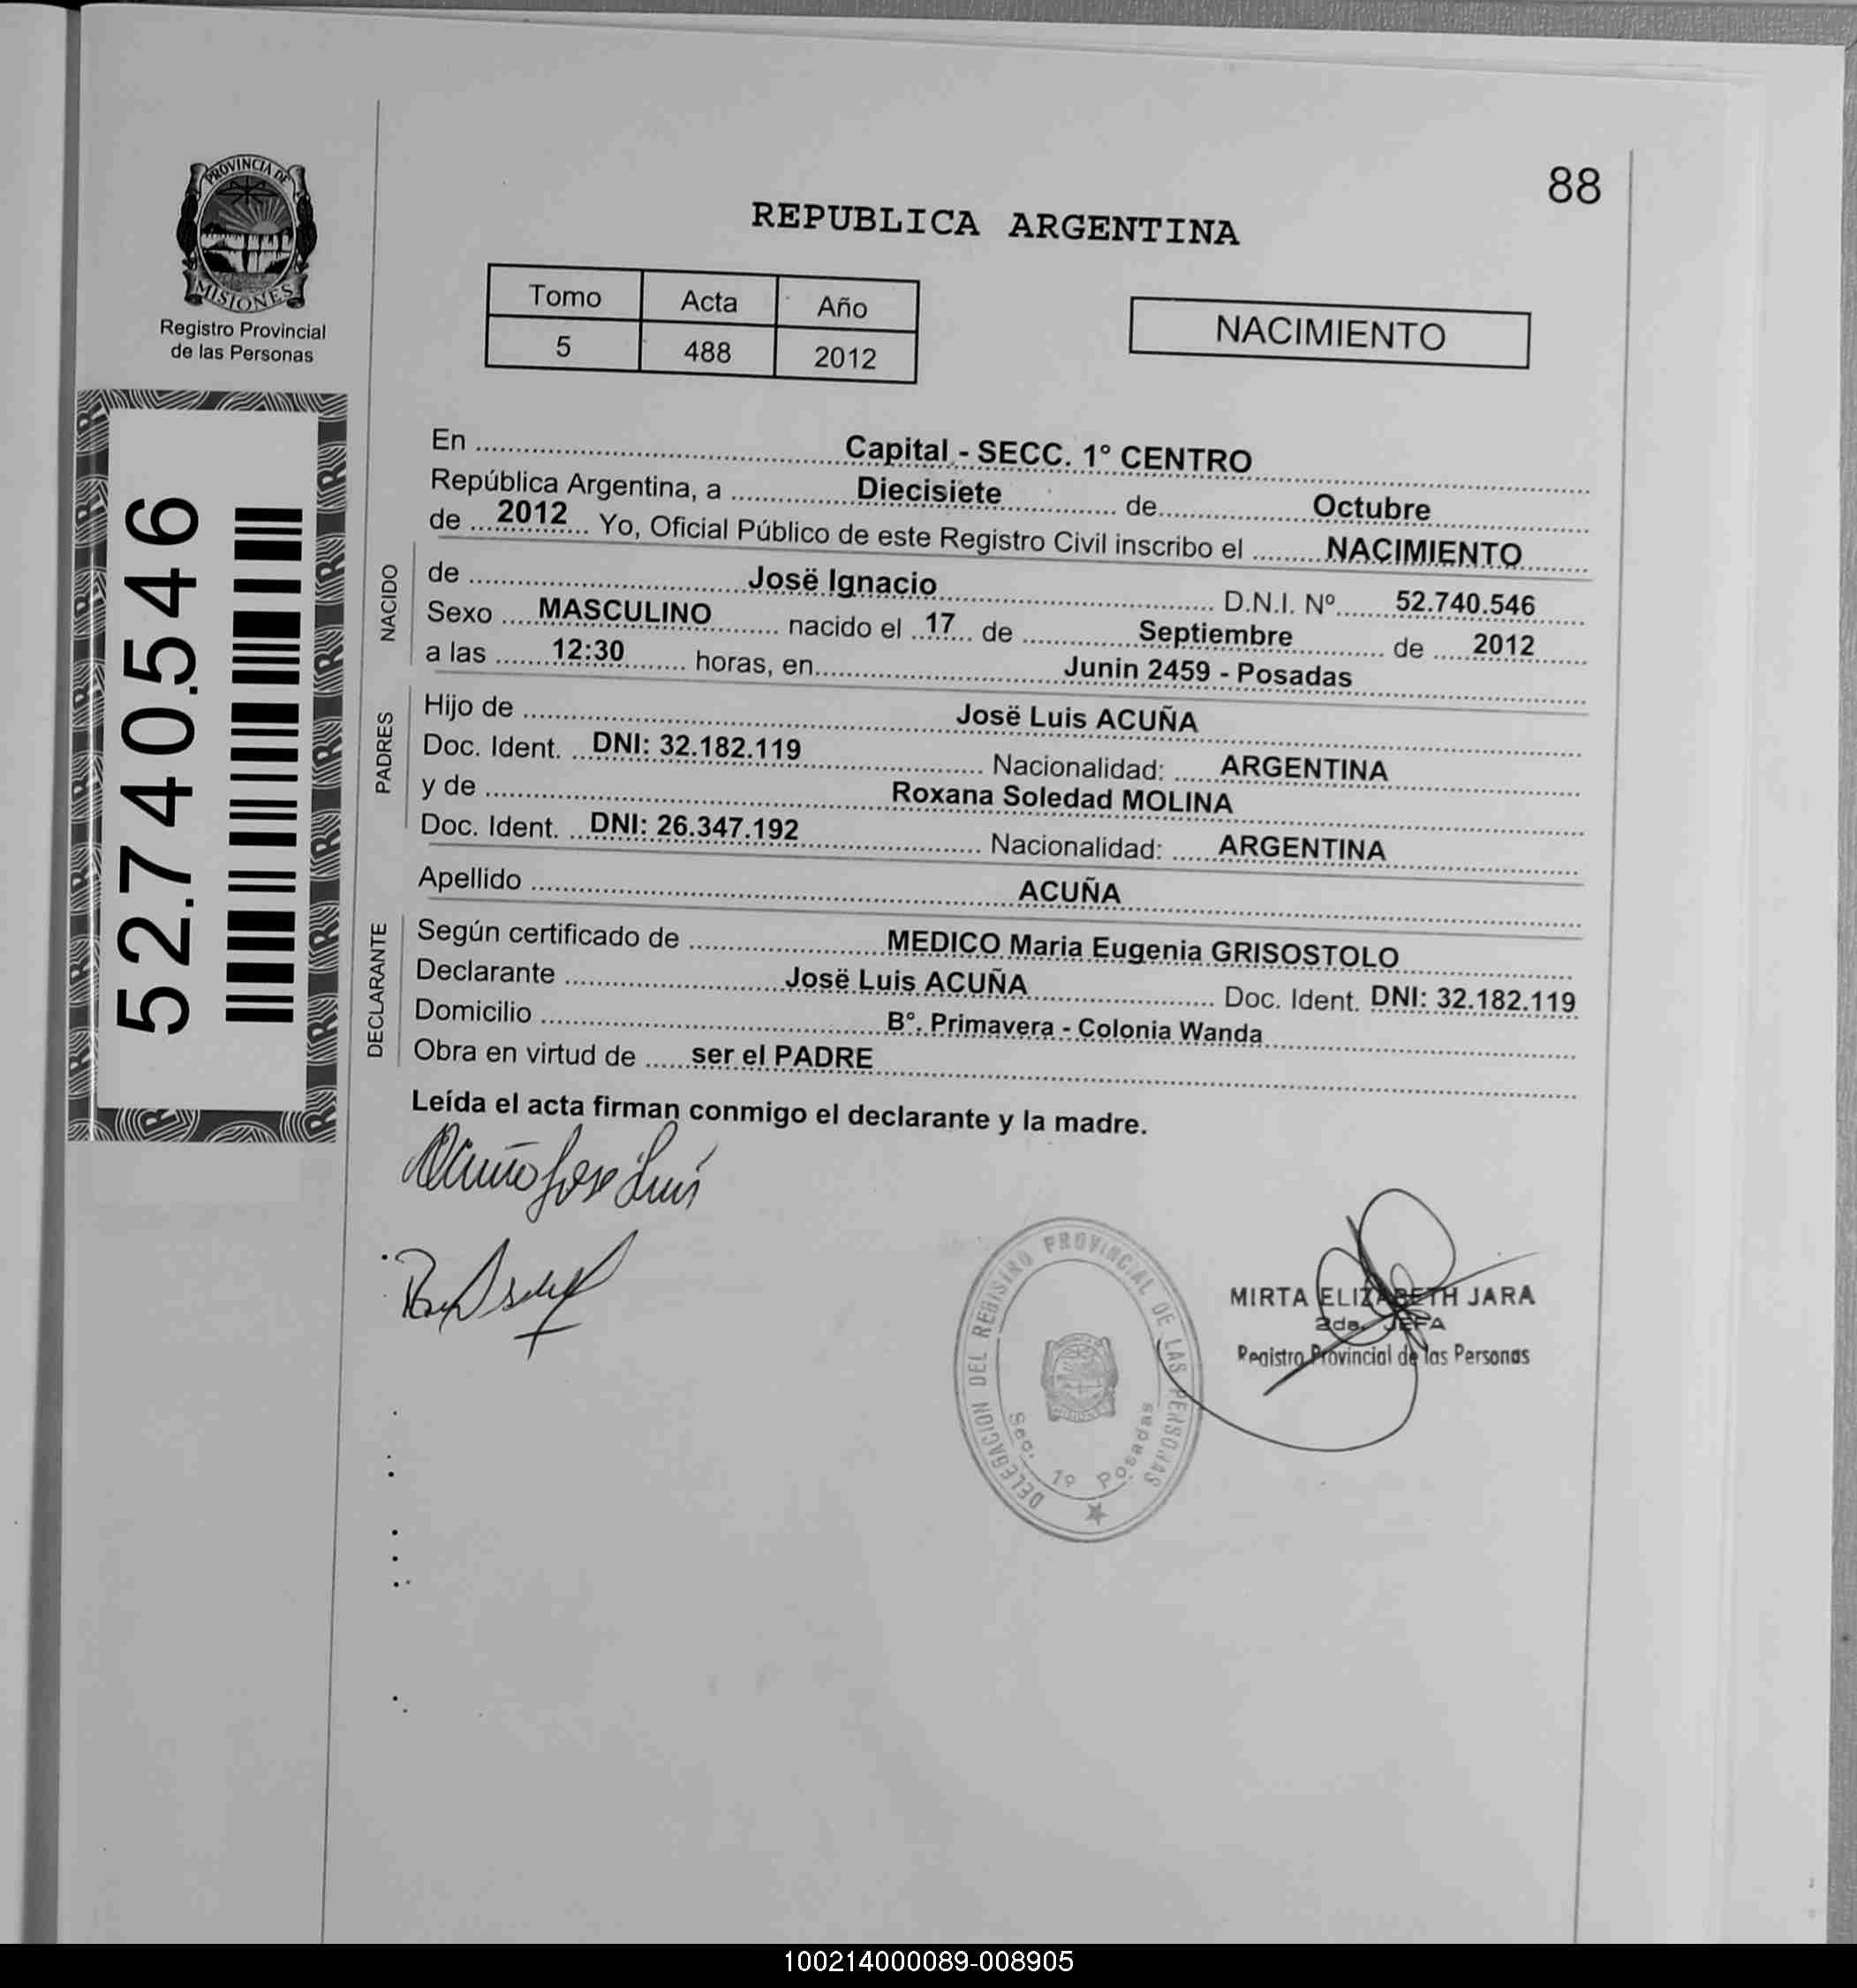 PROVINCIA DE
MISIONES
Registro Provincial
de las Personas
88
REPUBLICA ARGENTINA
Tomo Acta Año
5 488 2012
NACIMIENTO
52.740.546
En Capital - SECC. 1° CENTRO
República Argentina, a Diecisiete de Octubre
de 2012 Yo, Oficial Público de este Registro Civil inscribo el NACIMIENTO
NACIDO
de Josë Ignacio D.N.I. Nº 52.740.546
Sexo MASCULINO nacido el 17 de Septiembre de 2012
a las 12:30 horas, en Junin 2459 - Posadas
PADRES
Hijo de Josë Luis ACUÑA
Doc. Ident. DNI: 32.182.119 Nacionalidad: ARGENTINA
y de Roxana Soledad MOLINA
Doc. Ident. DNI: 26.347.192 Nacionalidad: ARGENTINA
Apellido ACUÑA
DECLARANTE
Según certificado de MEDICO Maria Eugenia GRISOSTOLO
Declarante Josë Luis ACUÑA Doc. Ident. DNI: 32.182.119
Domicilio B°. Primavera - Colonia Wanda
Obra en virtud de ser el PADRE
Leída el acta firman conmigo el declarante y la madre.
Acuña Jose Luis
DELEGACION DEL REGISTRO PROVINCIAL DE LAS PERSONAS
Sec. 1º Posadas
MIRTA ELIZABETH JARA
2da. JEFA
Registro Provincial de las Personas
100214000089-008905